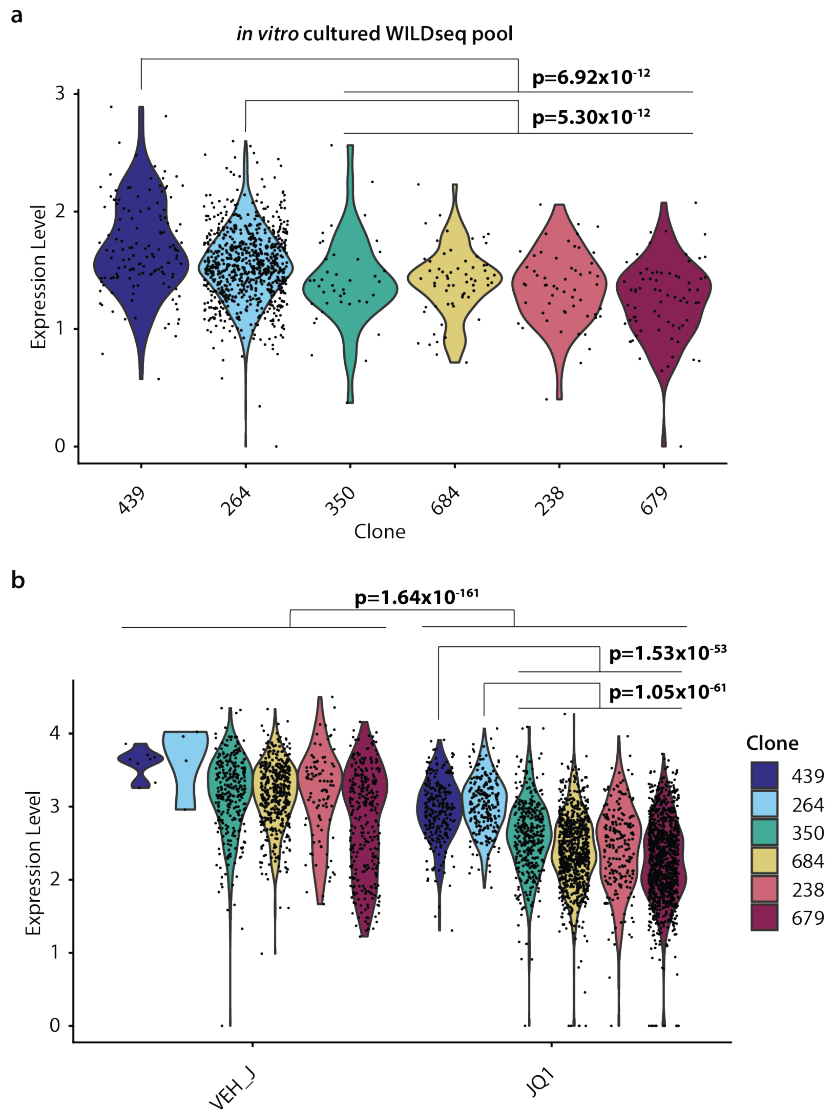 a
in vitro cultured WILDseq pool
p=6.92x10⁻¹²
p=5.30x10⁻¹²
3
2
1
0
Expression Level
439 264 350 684 238 679
Clone
b
p=1.64x10⁻¹⁶¹
p=1.53x10⁻⁵³
p=1.05x10⁻⁶¹
4
3
2
1
0
Expression Level
VEH_J JQ1
Clone
439
264
350
684
238
679